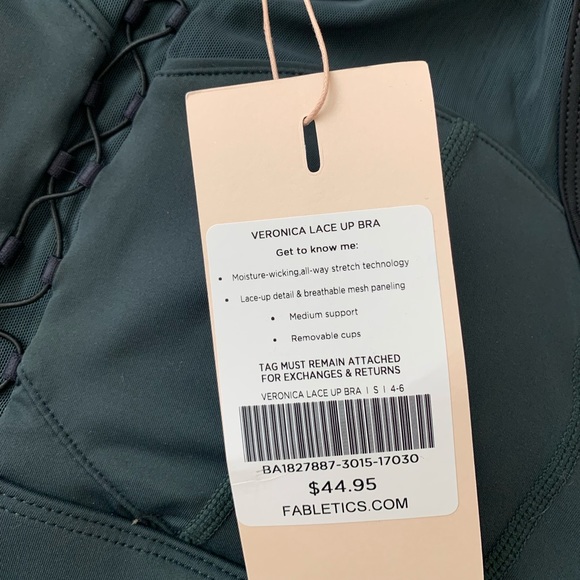 VERONICA LACE UP BRA
Get to know me:
• Moisture-wicking,all-way stretch technology
• Lace-up detail & breathable mesh paneling
• Medium support
• Removable cups
TAG MUST REMAIN ATTACHED
FOR EXCHANGES & RETURNS
VERONICA LACE UP BRA | S | 4-6
BA1827887-3015-17030
$44.95
FABLETICS.COM